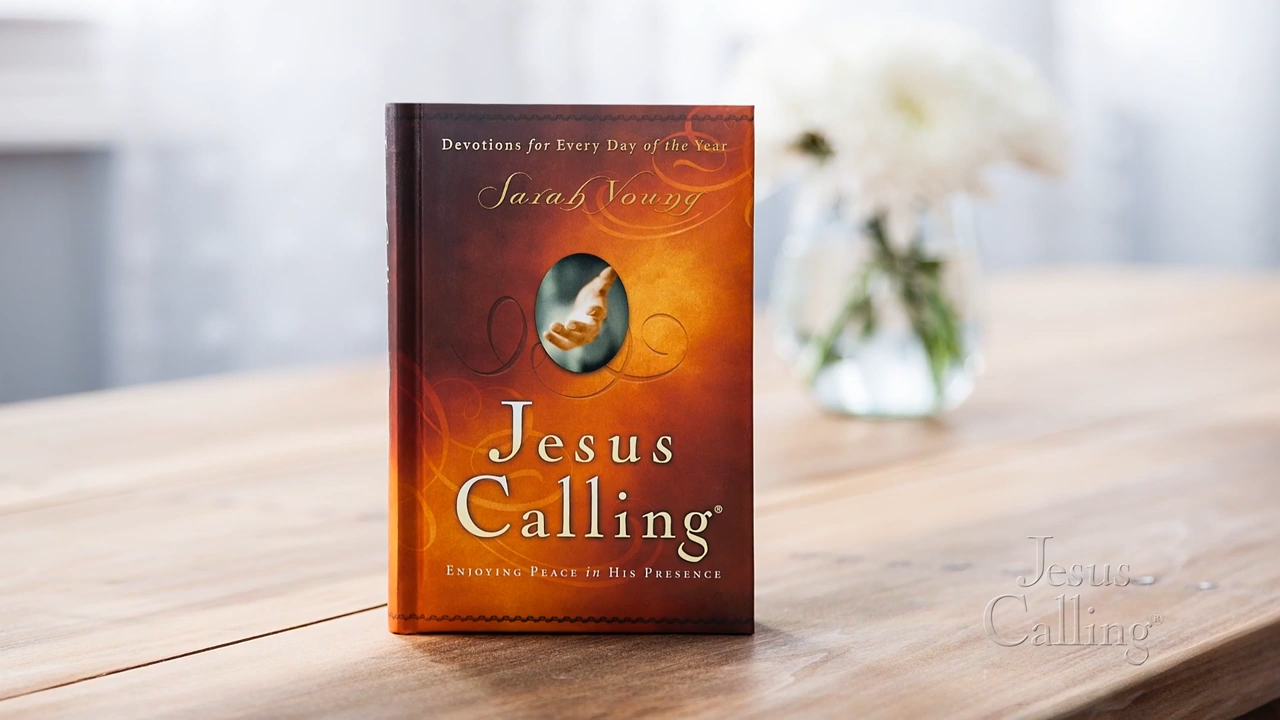 Devotions for Every Day of the Year
Sarah Young
Jesus
Calling®
Enjoying Peace in His Presence
Jesus
Calling®